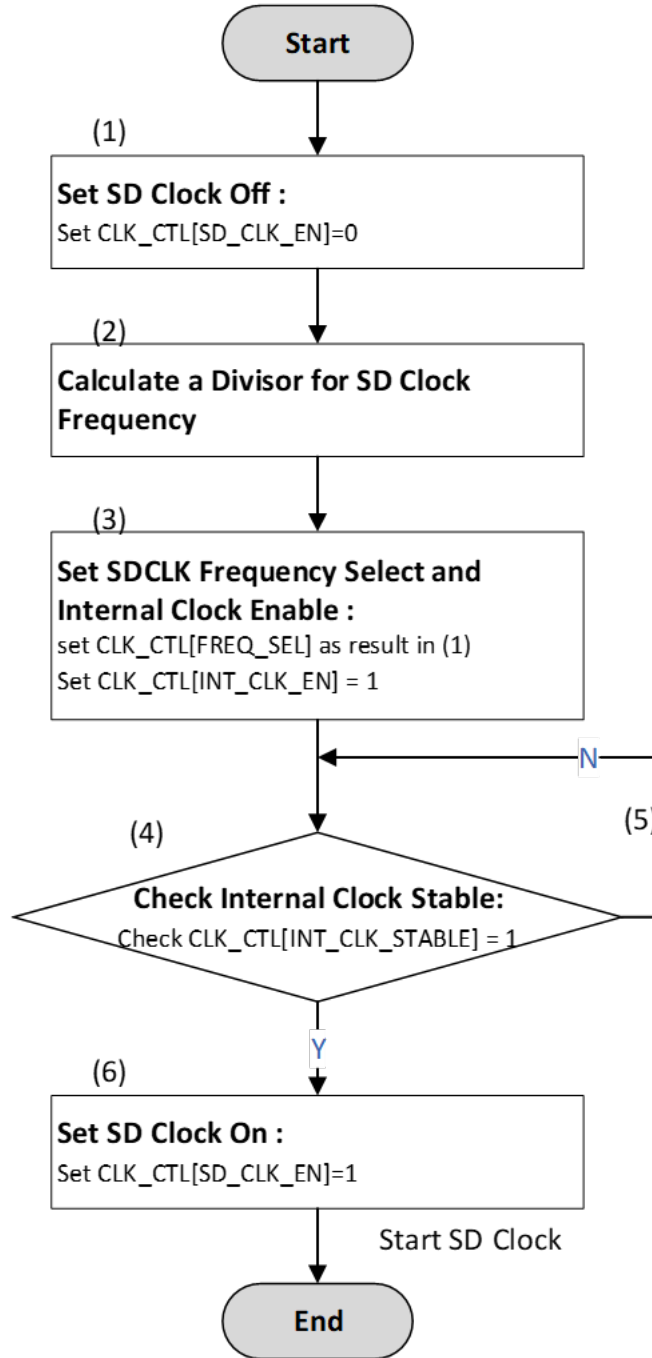 Start
(1)
Set SD Clock Off :
Set CLK_CTL[SD_CLK_EN]=0
(2)
Calculate a Divisor for SD Clock
Frequency
(3)
Set SDCLK Frequency Select and
Internal Clock Enable :
set CLK_CTL[FREQ_SEL] as result in (1)
Set CLK_CTL[INT_CLK_EN] = 1
N
(4)
(5)
Check Internal Clock Stable:
Check CLK_CTL[INT_CLK_STABLE] = 1
Y
(6)
Set SD Clock On :
Set CLK_CTL[SD_CLK_EN]=1
Start SD Clock
End